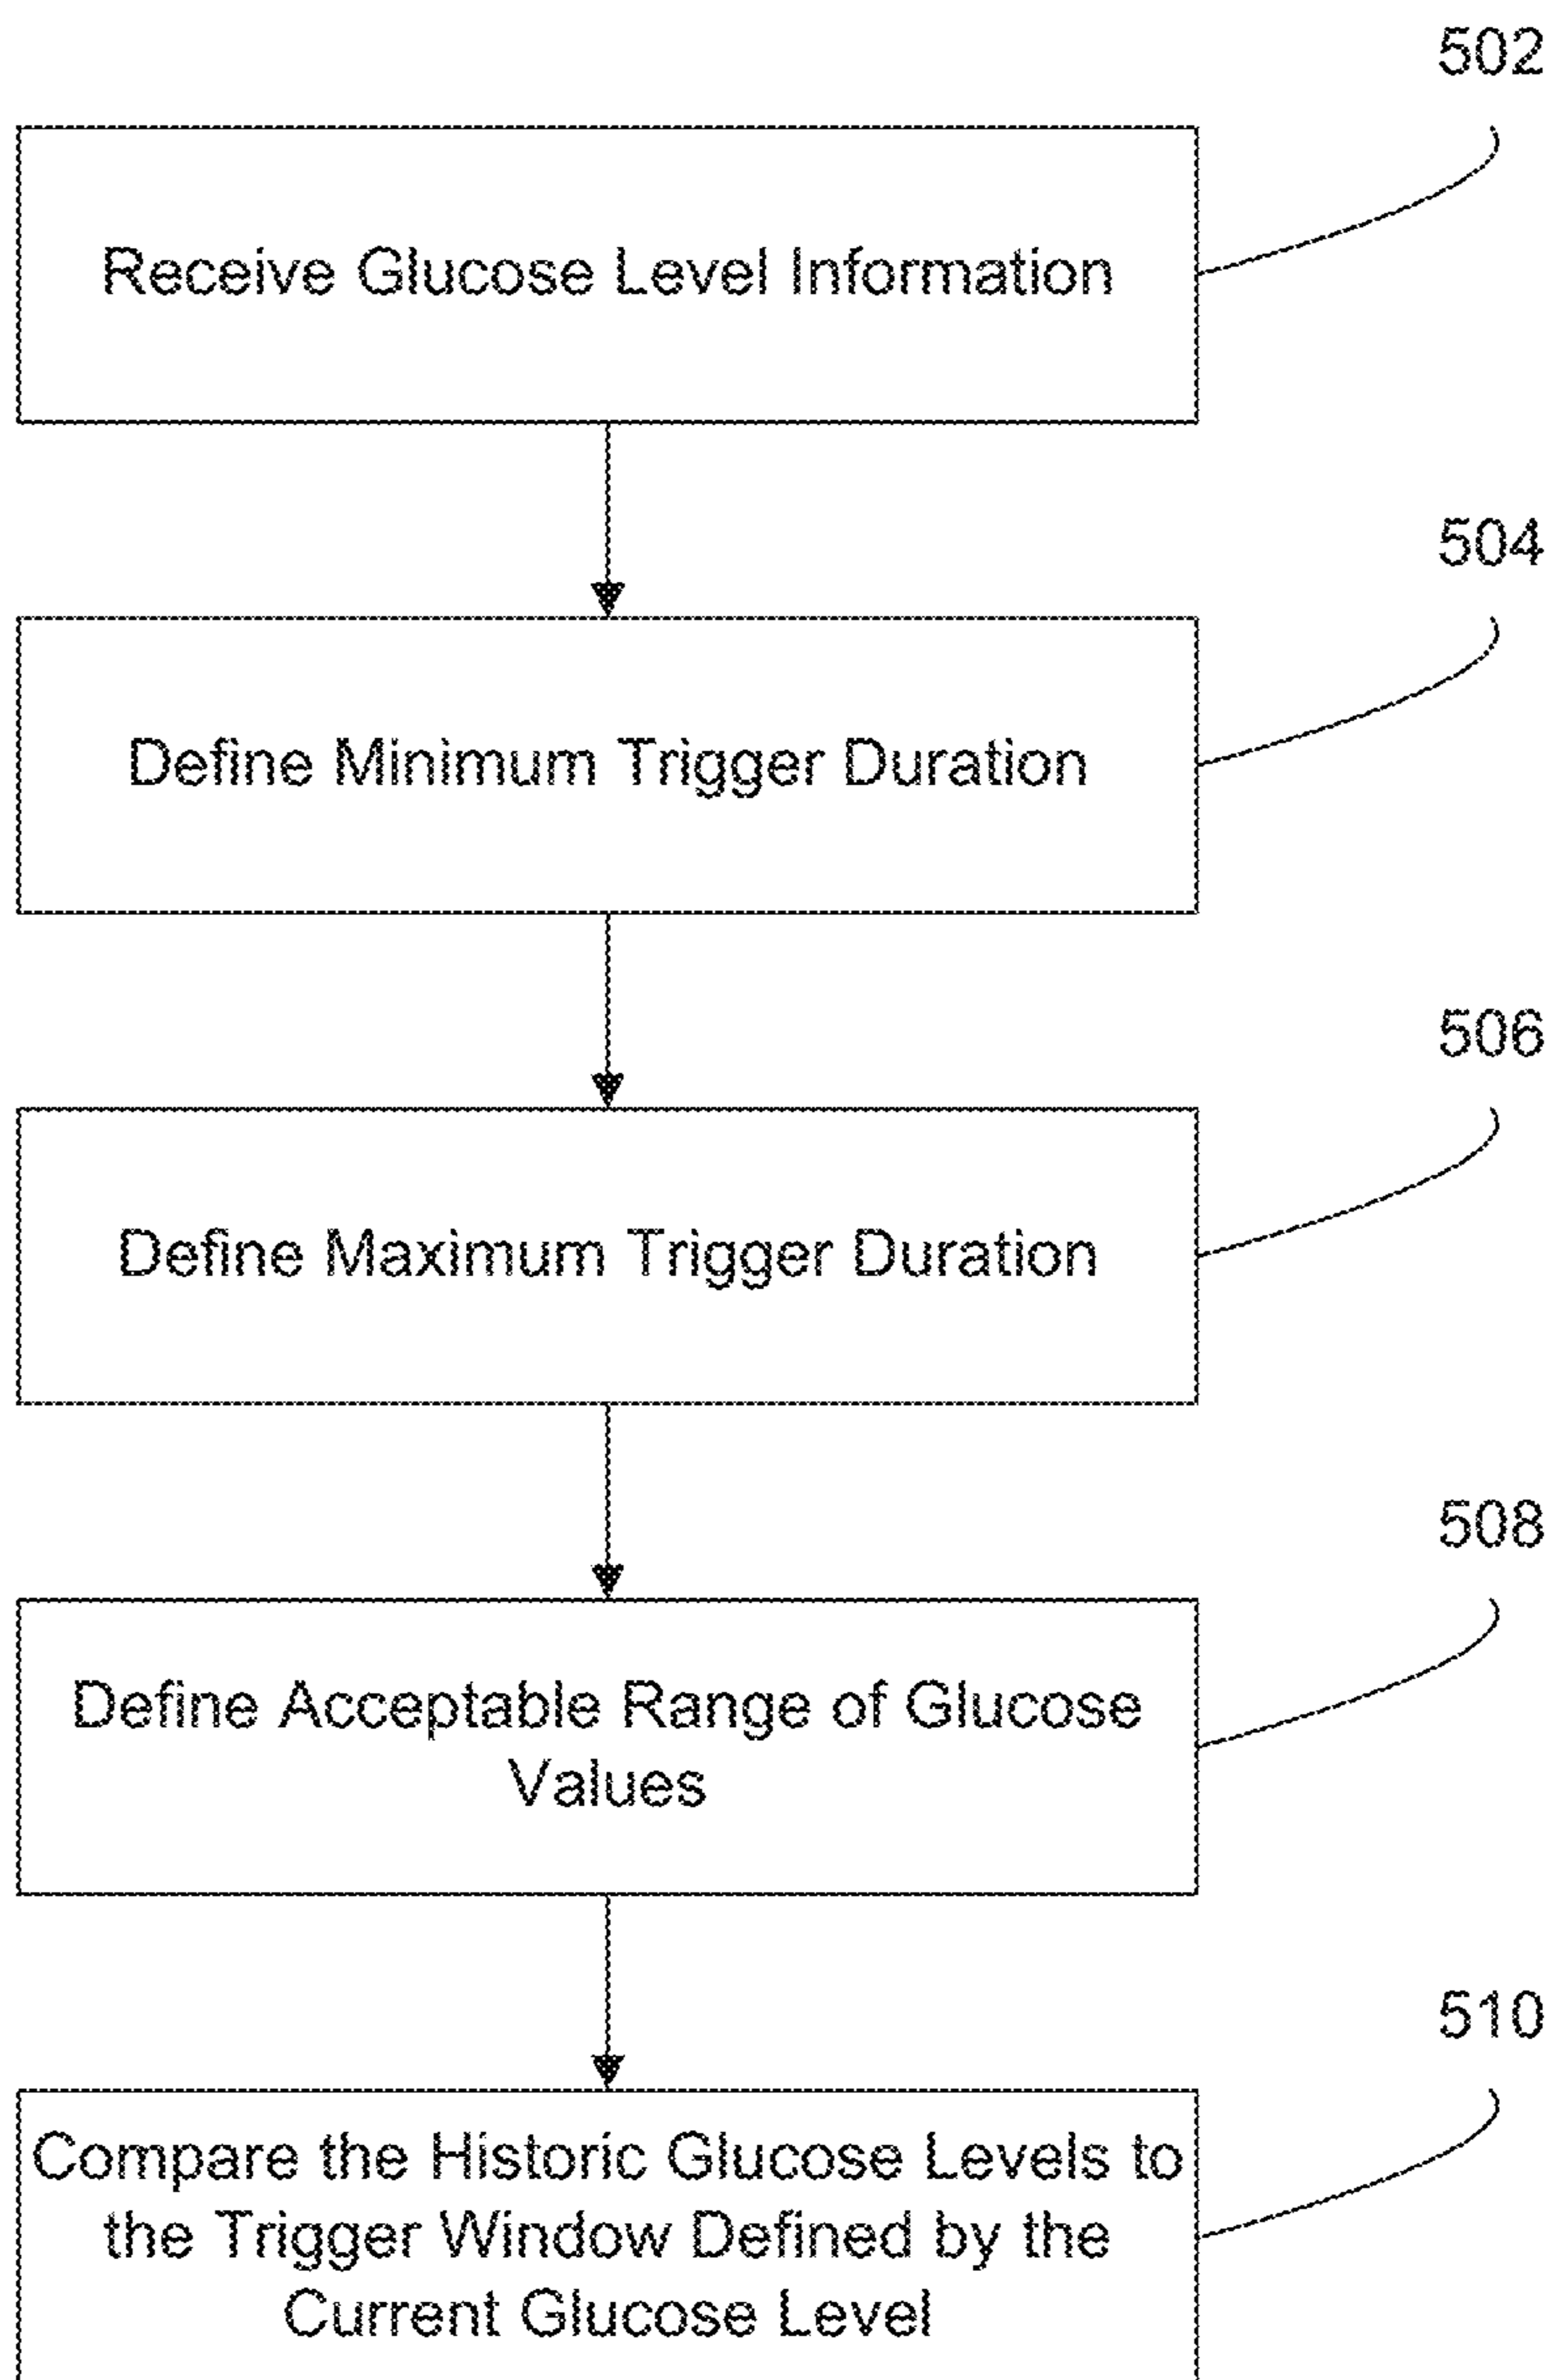 502
Receive Glucose Level Information
504
Define Minimum Trigger Duration
506
Define Maximum Trigger Duration
508
Define Acceptable Range of Glucose
Values
510
Compare the Historic Glucose Levels to
the Trigger Window Defined by the
Current Glucose Level